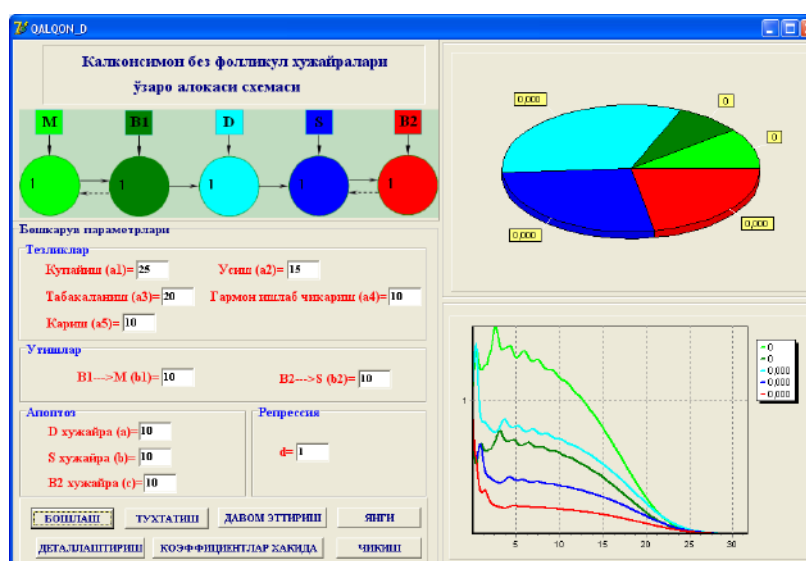 QALQON_D
Калконсимон без фолликул хужайралари
ўзаро алокаси схемаси
M B1 D S B2
1 1 1 1 1
Бошкарув параметрлари
Тезликлар
Купайиш (a1)= 25 Усиш (a2)= 15
Табакаланиш (a3)= 20 Гармон ишлаб чикариш (a4)= 10
Кариш (a5)= 10
Утишлар
B1--->M (b1)= 10 B2--->S (b2)= 10
Апоптоз Репрессия
D хужайра (a)= 10
d= 1
S хужайра (b)= 10
B2 хужайра (c)= 10
БОШЛАШ ТУХТАТИШ ДАВОМ ЭТТИРИШ ЯНГИ
ДЕТАЛЛАШТИРИШ КОЭФФИЦИЕНТЛАР ХАКИДА ЧИКИШ
0,000 0
0
0,000 0,000
0
0
0,000
0,000
0,000
1
5 10 15 20 25 30